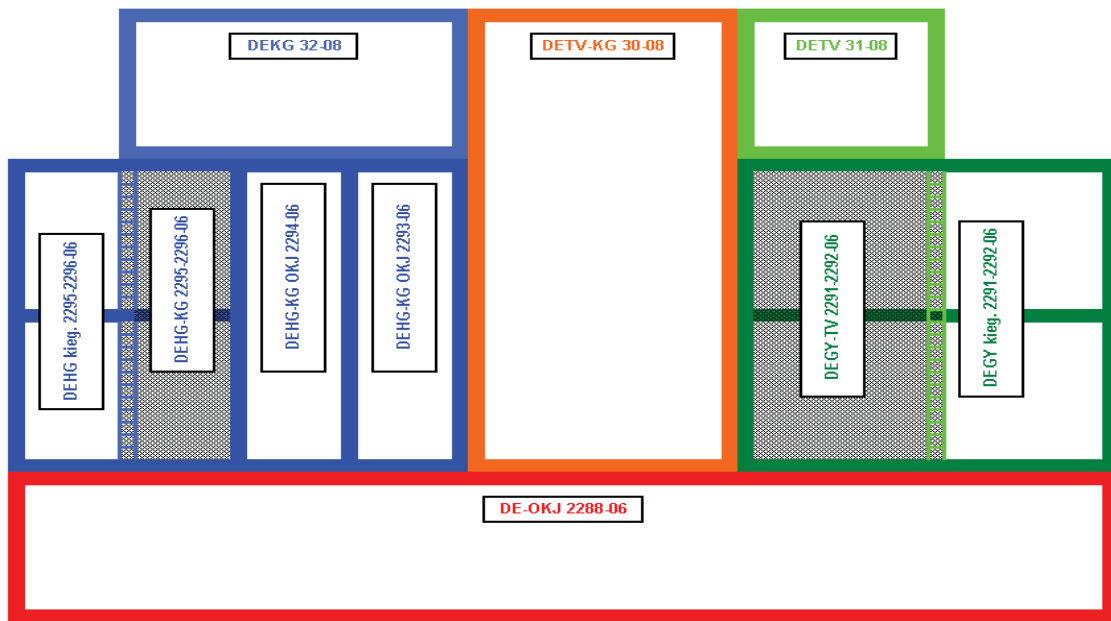 DEKG 32-08
DETV-KG 30-08
DETV 31-08
DEHG kieg. 2295-2296-06
DEHG-KG 2295-2296-06
DEHG-KG OKJ 2294-06
DEHG-KG OKJ 2293-06
DEGY-TV 2291-2292-06
DEGY kieg. 2291-2292-06
DE-OKJ 2288-06